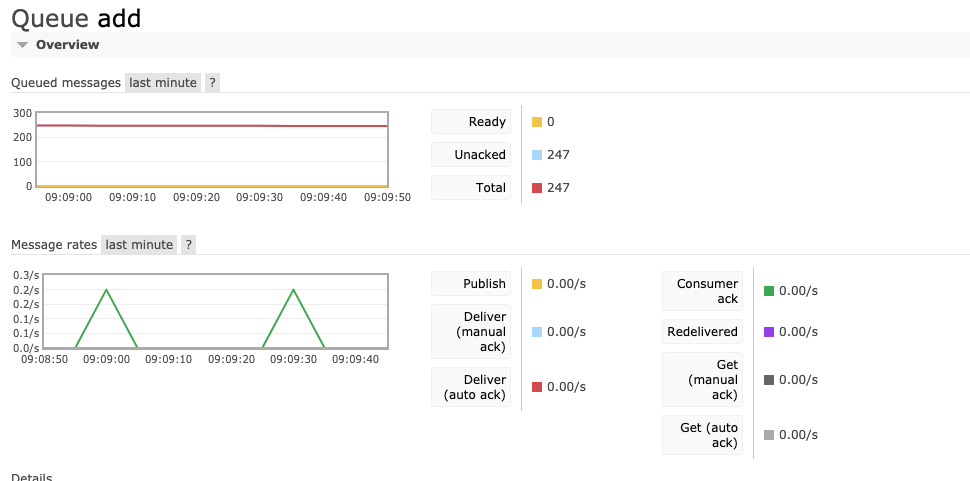 Queue add
Overview
Queued messages last minute ?
300
200
100
0
09:09:00 09:09:10 09:09:20 09:09:30 09:09:40 09:09:50
Ready 0
Unacked 247
Total 247
Message rates last minute ?
0.3/s
0.2/s
0.2/s
0.1/s
0.1/s
0.0/s
09:08:50 09:09:00 09:09:10 09:09:20 09:09:30 09:09:40
Publish 0.00/s
Deliver
(manual
ack)
0.00/s
Deliver
(auto ack)
0.00/s
Consumer
ack
0.00/s
Redelivered 0.00/s
Get
(manual
ack)
0.00/s
Get (auto
ack)
0.00/s
Details